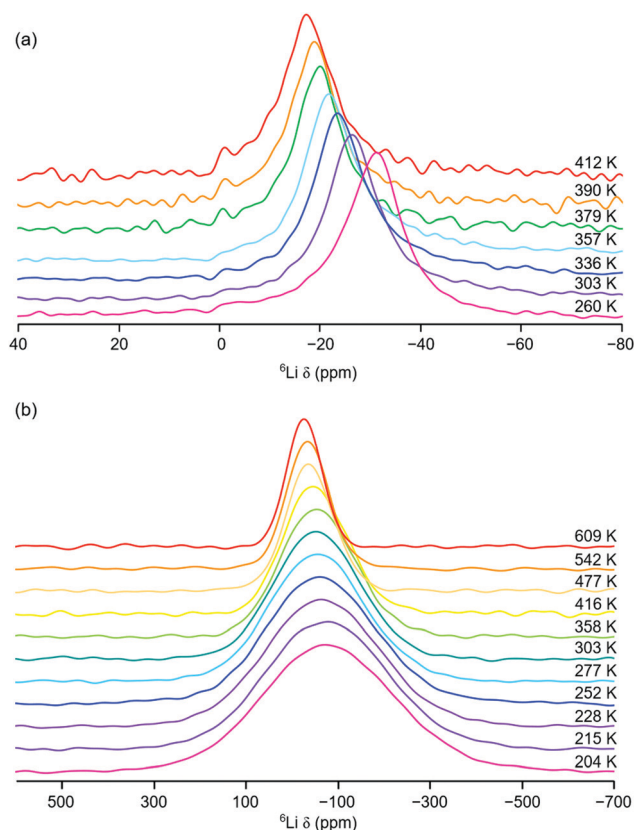 (a)
412 K
390 K
379 K
357 K
336 K
303 K
260 K
40 20 0 −20 −40 −60 −80
⁶Li δ (ppm)
(b)
609 K
542 K
477 K
416 K
358 K
303 K
277 K
252 K
228 K
215 K
204 K
500 300 100 −100 −300 −500 −700
⁶Li δ (ppm)